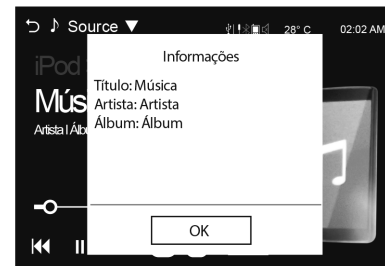 Source
28° C
02:02 AM
iPod
Informações
Título: Música
Artista: Artista
Álbum: Álbum
Mús
Artista I Álb
OK